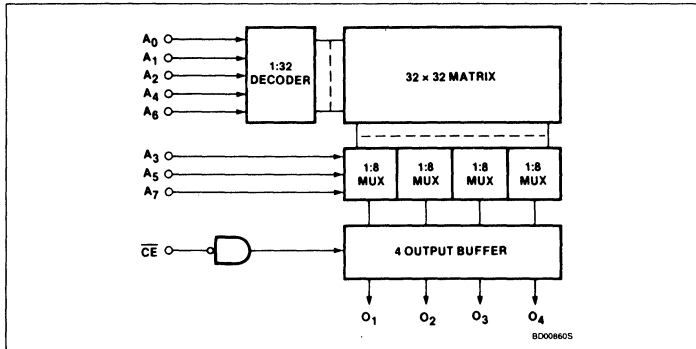 A0
A1
A2
A4
A6
1:32
DECODER
32 × 32 MATRIX
A3
A5
A7
1:8
MUX
1:8
MUX
1:8
MUX
1:8
MUX
CE
4 OUTPUT BUFFER
O1
O2
O3
O4
BD00860S